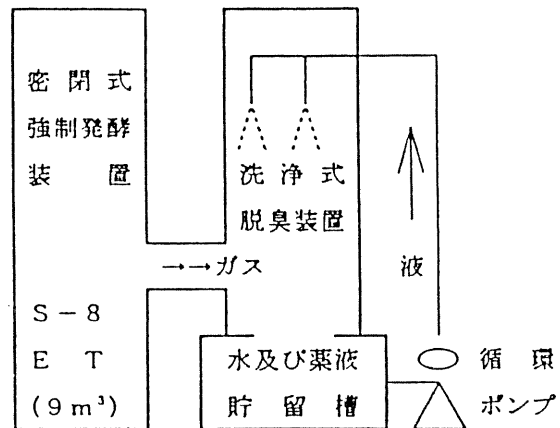 密閉式
強制発酵
装置
洗浄式
脱臭装置
→→ガス
液
S－8
E T
(9m³)
水及び薬液
貯留槽
循環
ポンプ